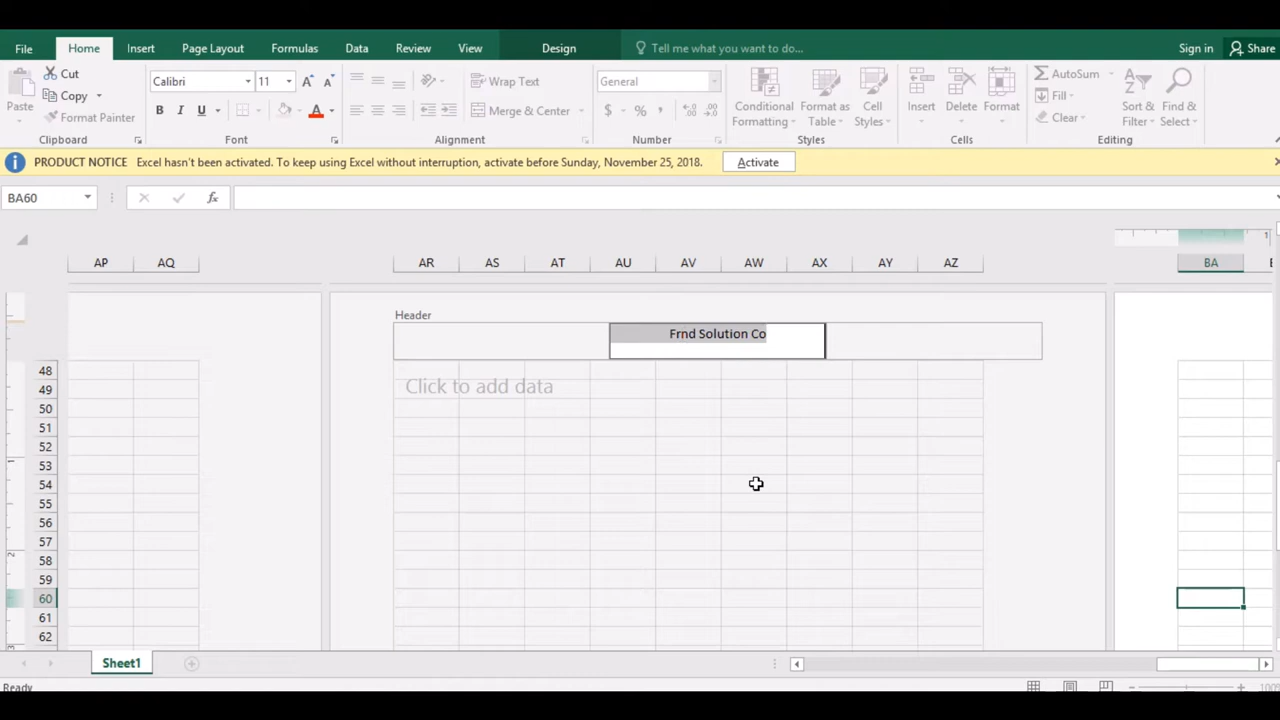 File Home Insert Page Layout Formulas Data Review View Design Tell me what you want to do... Sign in Share
Paste Cut Copy Format Painter Clipboard
Calibri 11 A A B I U A Font
Wrap Text Merge & Center Alignment
General $ % , Number
Conditional Formatting Format as Table Cell Styles Styles
Insert Delete Format Cells
AutoSum Fill Clear Sort & Filter Find & Select Editing
PRODUCT NOTICE Excel hasn't been activated. To keep using Excel without interruption, activate before Sunday, November 25, 2018. Activate
BA60 fx
1
AP AQ AR AS AT AU AV AW AX AY AZ BA
Header
Frnd Solution Co
48
Click to add data
49
50
51
52
53
54
55
56
57
58
59
60
61
62
1
2
3
Sheet1
Ready 100%